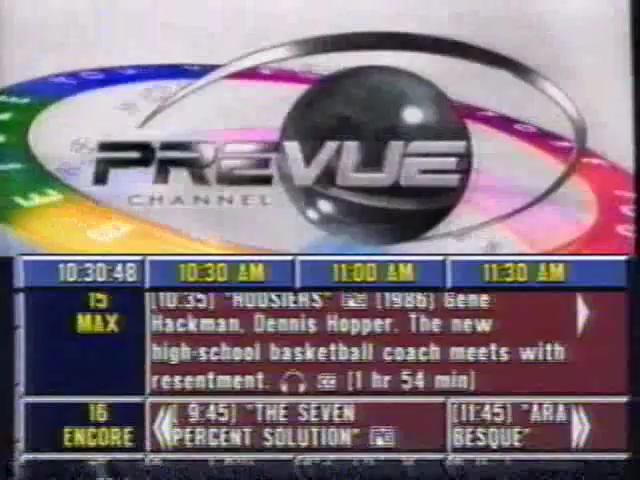 PREVUE
CHANNEL
10:30:48 10:30 AM 11:00 AM 11:30 AM
15 MAX
[10:35] "HOOSIERS" [1986] Gene
Hackman, Dennis Hopper. The new
high-school basketball coach meets with
resentment. CC [1 hr 54 min]
16 ENCORE
[ 9:45] "THE SEVEN
PERCENT SOLUTION"
[11:45] "ARA
BESQUE"